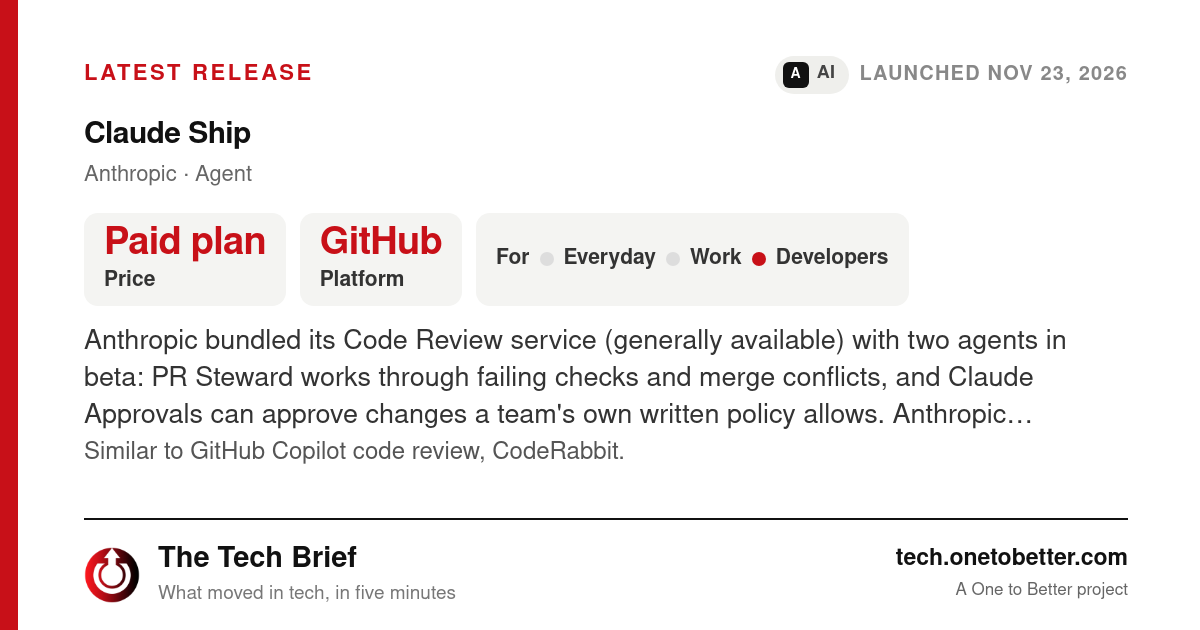 LATEST RELEASE
A AI LAUNCHED NOV 23, 2026
Claude Ship
Anthropic · Agent
Paid plan
Price
GitHub
Platform
For Everyday Work Developers
Anthropic bundled its Code Review service (generally available) with two agents in
beta: PR Steward works through failing checks and merge conflicts, and Claude
Approvals can approve changes a team's own written policy allows. Anthropic…
Similar to GitHub Copilot code review, CodeRabbit.
The Tech Brief
What moved in tech, in five minutes
tech.onetobetter.com
A One to Better project